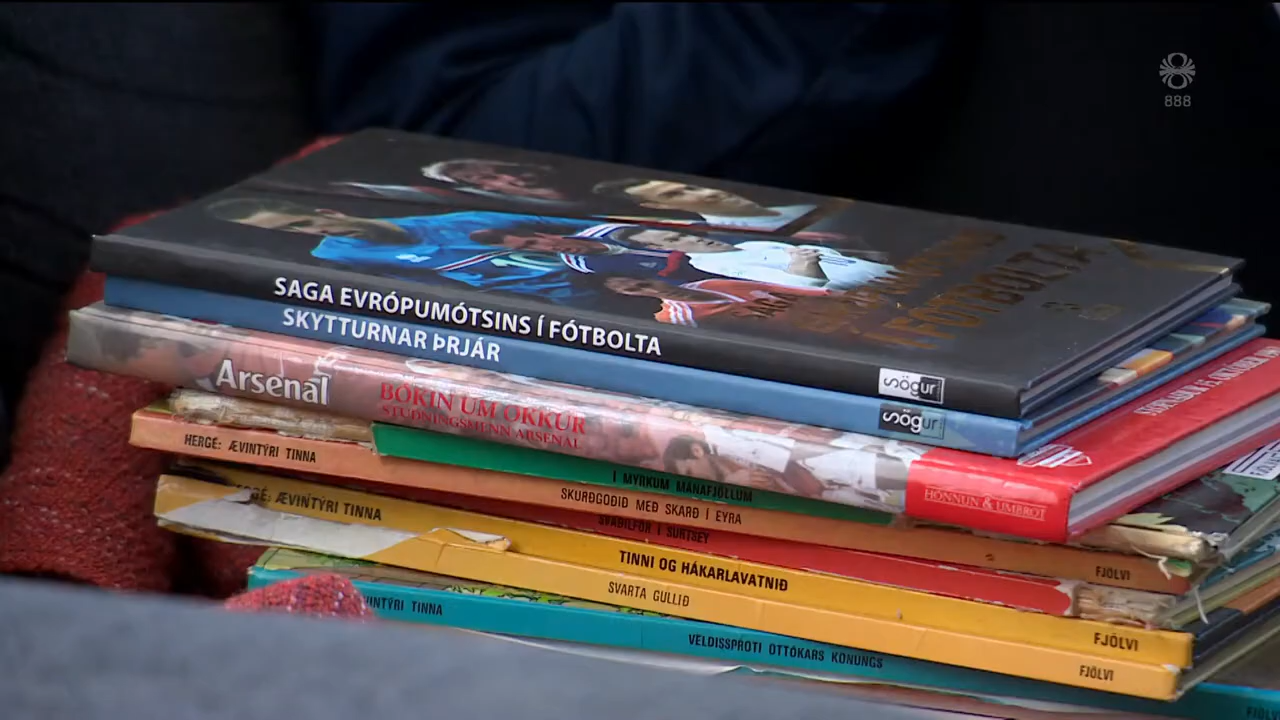 888
SAGA
FÓTBOLTA
SAGA EVRÓPUMÓTSINS Í FÓTBOLTA
Sögur
SKYTTURNAR ÞRJÁR
Sögur
Arsenal
BÓKIN UM OKKUR
STUÐNINGSMENN ARSENAL
HÖNNUN & UMBROT
Í MYRKUM MÁNAFJÖLLUM
HERGÉ: ÆVINTÝRI TINNA
SKURÐGOÐIÐ MEÐ SKARÐ Í EYRA
FJÖLVI
SVAÐILFÖR Í SURTSEY
ÆVINTÝRI TINNA
TINNI OG HÁKARLAVATNIÐ
FJÖLVI
SVARTA GULLIÐ
FJÖLVI
TINNA
VELDISSPROTI OTTÓKARS KONUNGS